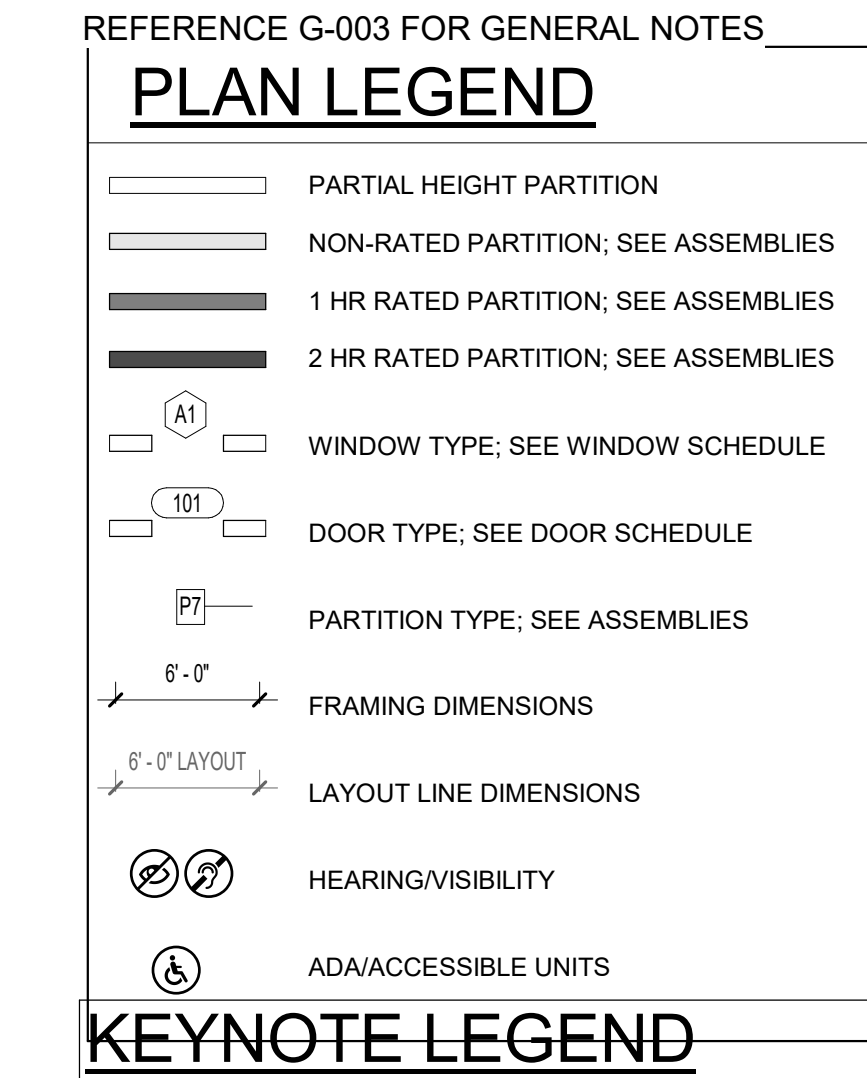 REFERENCE G-003 FOR GENERAL NOTES
PLAN LEGEND
PARTIAL HEIGHT PARTITION
NON-RATED PARTITION; SEE ASSEMBLIES
1 HR RATED PARTITION; SEE ASSEMBLIES
2 HR RATED PARTITION; SEE ASSEMBLIES
A1
WINDOW TYPE; SEE WINDOW SCHEDULE
101
DOOR TYPE; SEE DOOR SCHEDULE
P7
PARTITION TYPE; SEE ASSEMBLIES
6' - 0"
FRAMING DIMENSIONS
6' - 0" LAYOUT
LAYOUT LINE DIMENSIONS
HEARING/VISIBILITY
ADA/ACCESSIBLE UNITS
KEYNOTE LEGEND